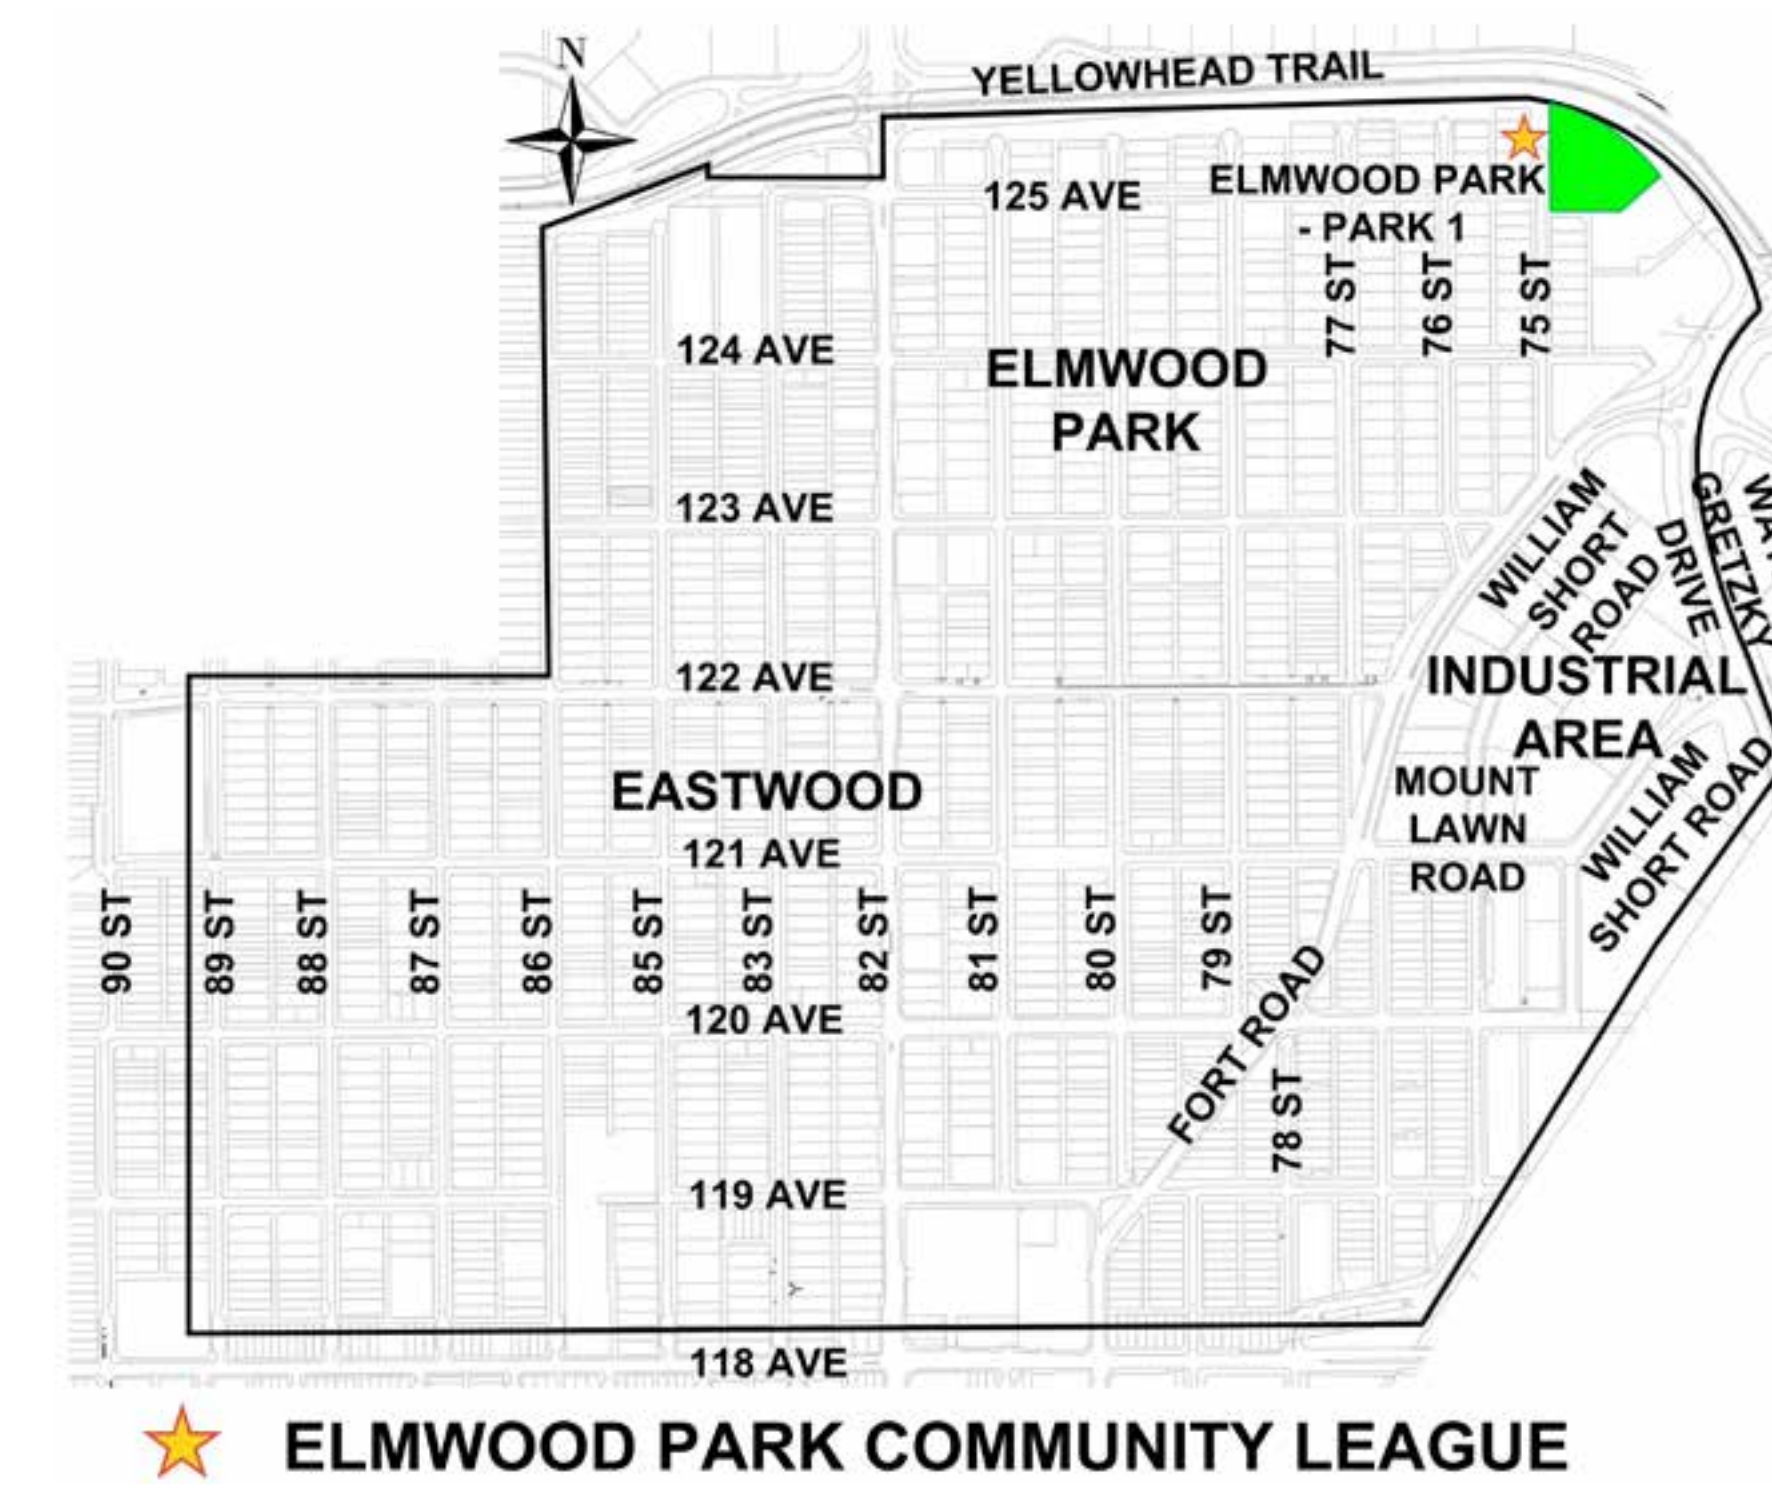 N
YELLOWHEAD TRAIL
125 AVE
ELMWOOD PARK
- PARK 1
77 ST
76 ST
75 ST
124 AVE
ELMWOOD
PARK
123 AVE
WILLIAM
SHORT
ROAD
GRETZKY
DRIVE
122 AVE
INDUSTRIAL
AREA
EASTWOOD
MOUNT
LAWN
ROAD
WILLIAM
SHORT ROAD
121 AVE
90 ST
89 ST
88 ST
87 ST
86 ST
85 ST
83 ST
82 ST
81 ST
80 ST
79 ST
120 AVE
FORT ROAD
78 ST
119 AVE
118 AVE
ELMWOOD PARK COMMUNITY LEAGUE